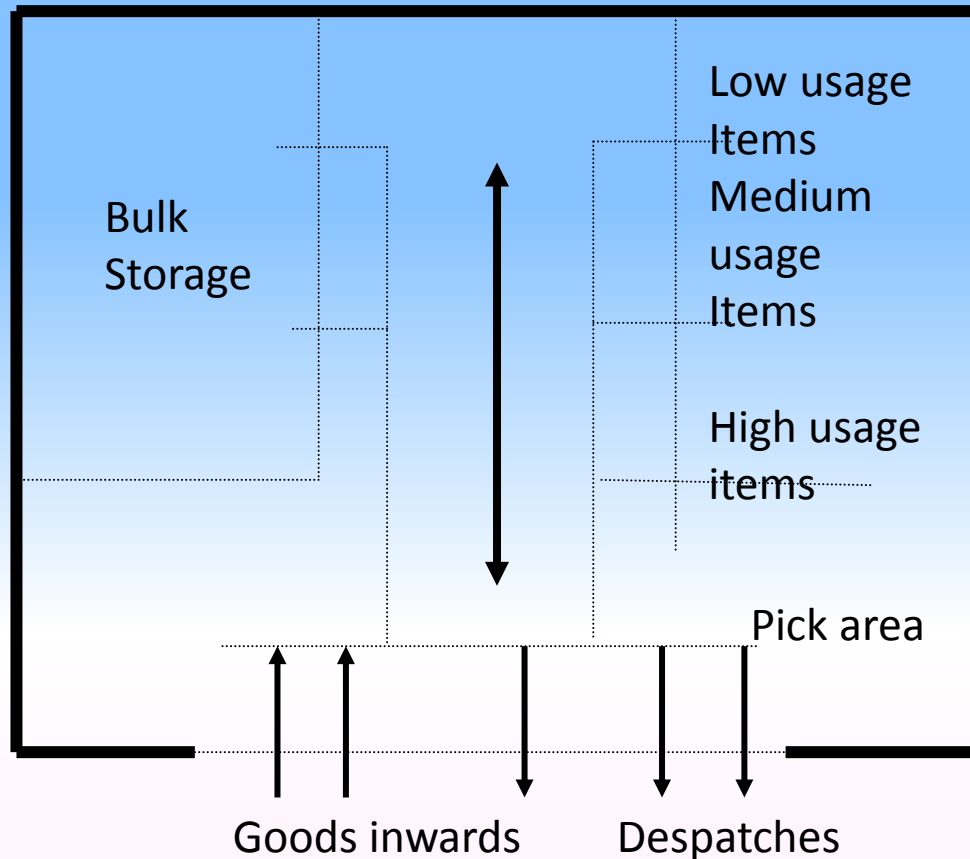 Low usage
Items
Medium
usage
Items
Bulk
Storage
High usage
items
Pick area
Goods inwards
Despatches